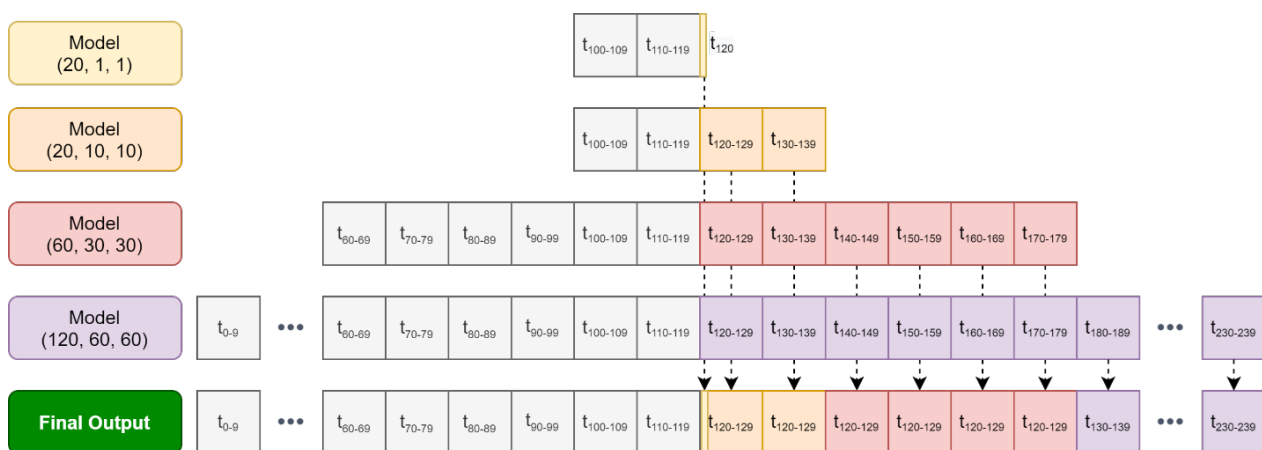 Model
(20, 1, 1)
t100-109 t110-119 t120
Model
(20, 10, 10)
t100-109 t110-119 t120-129 t130-139
Model
(60, 30, 30)
t60-69 t70-79 t80-89 t90-99 t100-109 t110-119 t120-129 t130-139 t140-149 t150-159 t160-169 t170-179
Model
(120, 60, 60)
t0-9 ••• t60-69 t70-79 t80-89 t90-99 t100-109 t110-119 t120-129 t130-139 t140-149 t150-159 t160-169 t170-179 t180-189 ••• t230-239
Final Output
t0-9 ••• t60-69 t70-79 t80-89 t90-99 t100-109 t110-119 t120-129 t120-129 t120-129 t120-129 t120-129 t120-129 t130-139 ••• t230-239